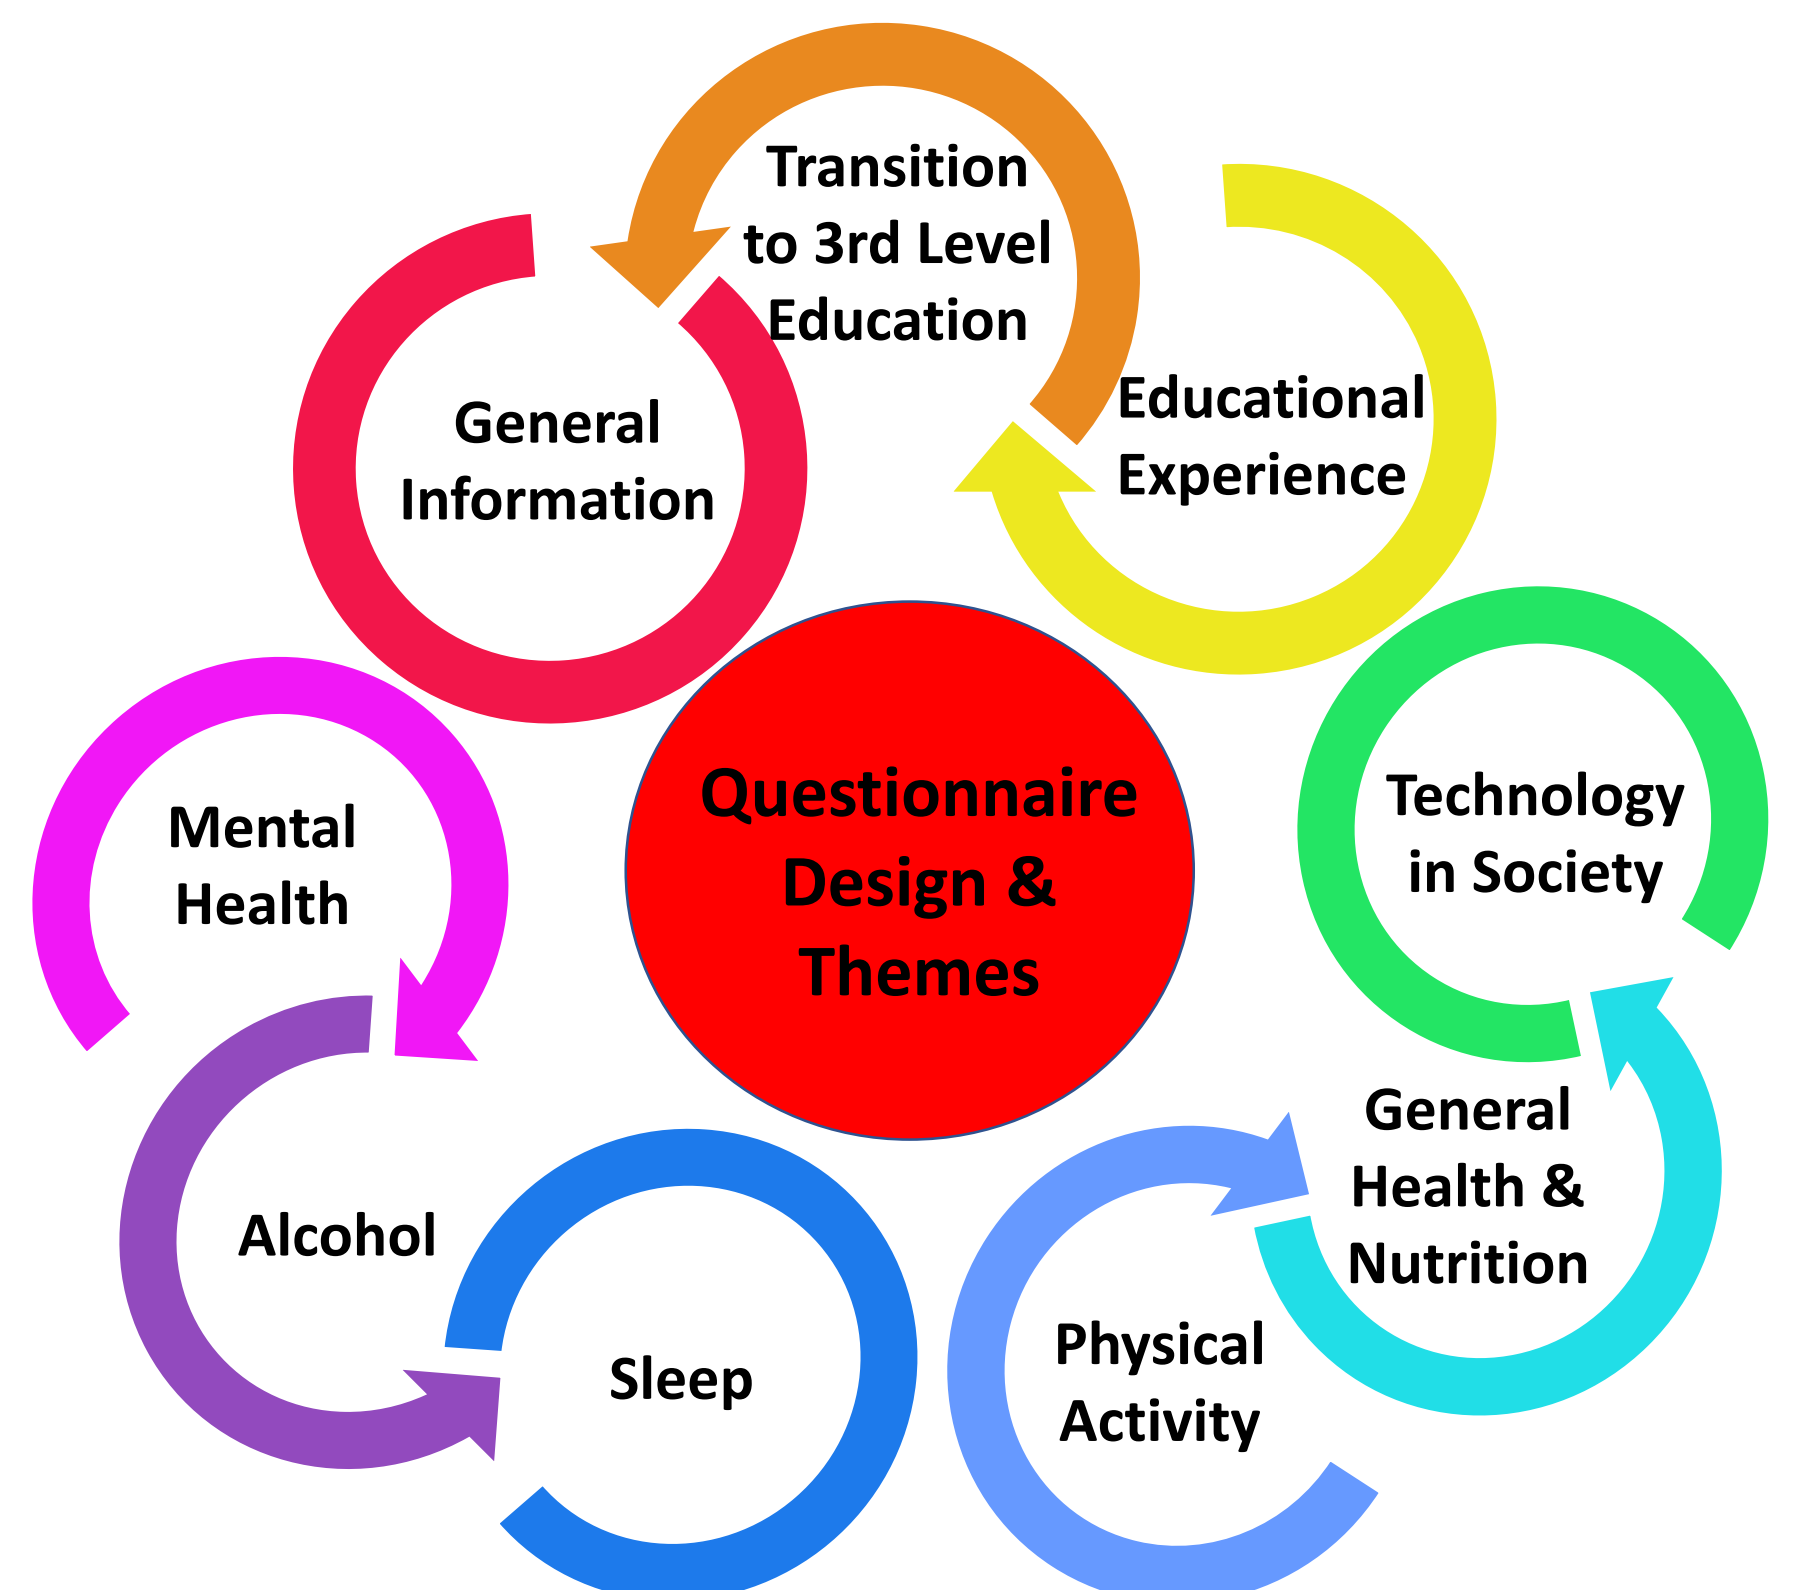 Transition
to 3rd Level
Education
Educational
Experience
General
Information
Questionnaire
Design &
Themes
Technology
in Society
Mental
Health
General
Health &
Nutrition
Alcohol
Sleep
Physical
Activity